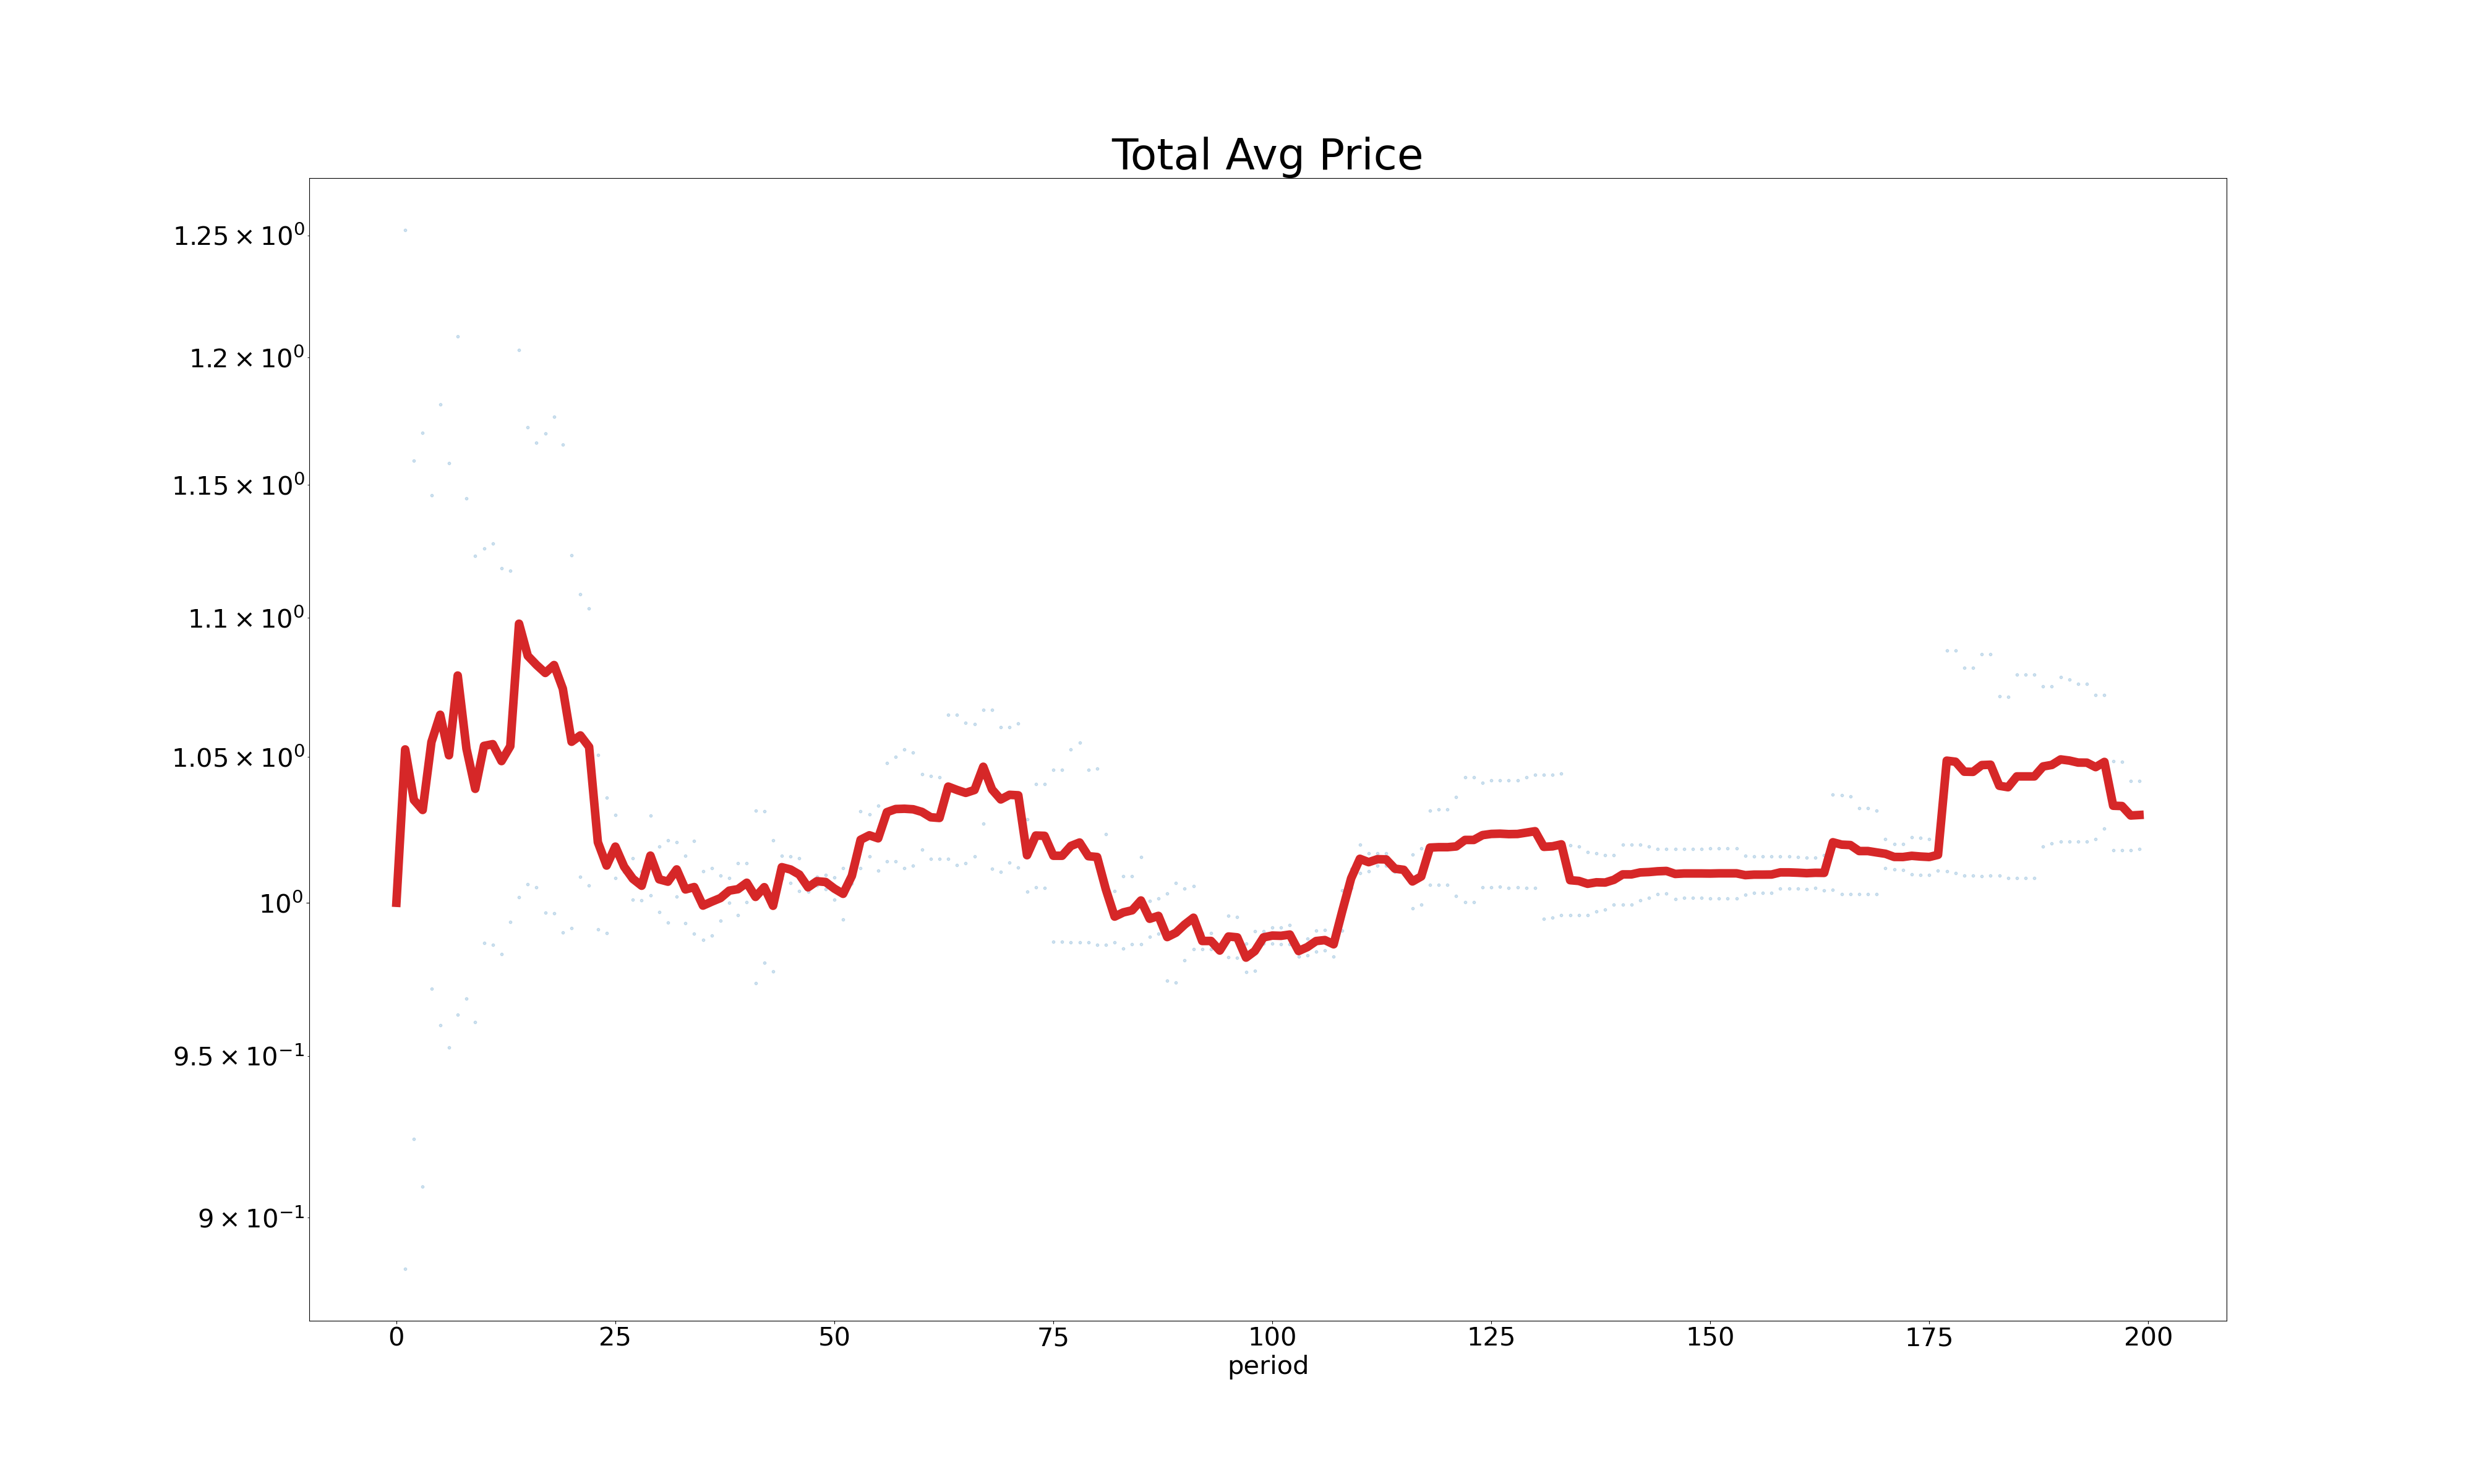 Total Avg Price
1.25 × 10⁰
1.2 × 10⁰
1.15 × 10⁰
1.1 × 10⁰
1.05 × 10⁰
10⁰
9.5 × 10⁻¹
9 × 10⁻¹
0 25 50 75 100 125 150 175 200
period